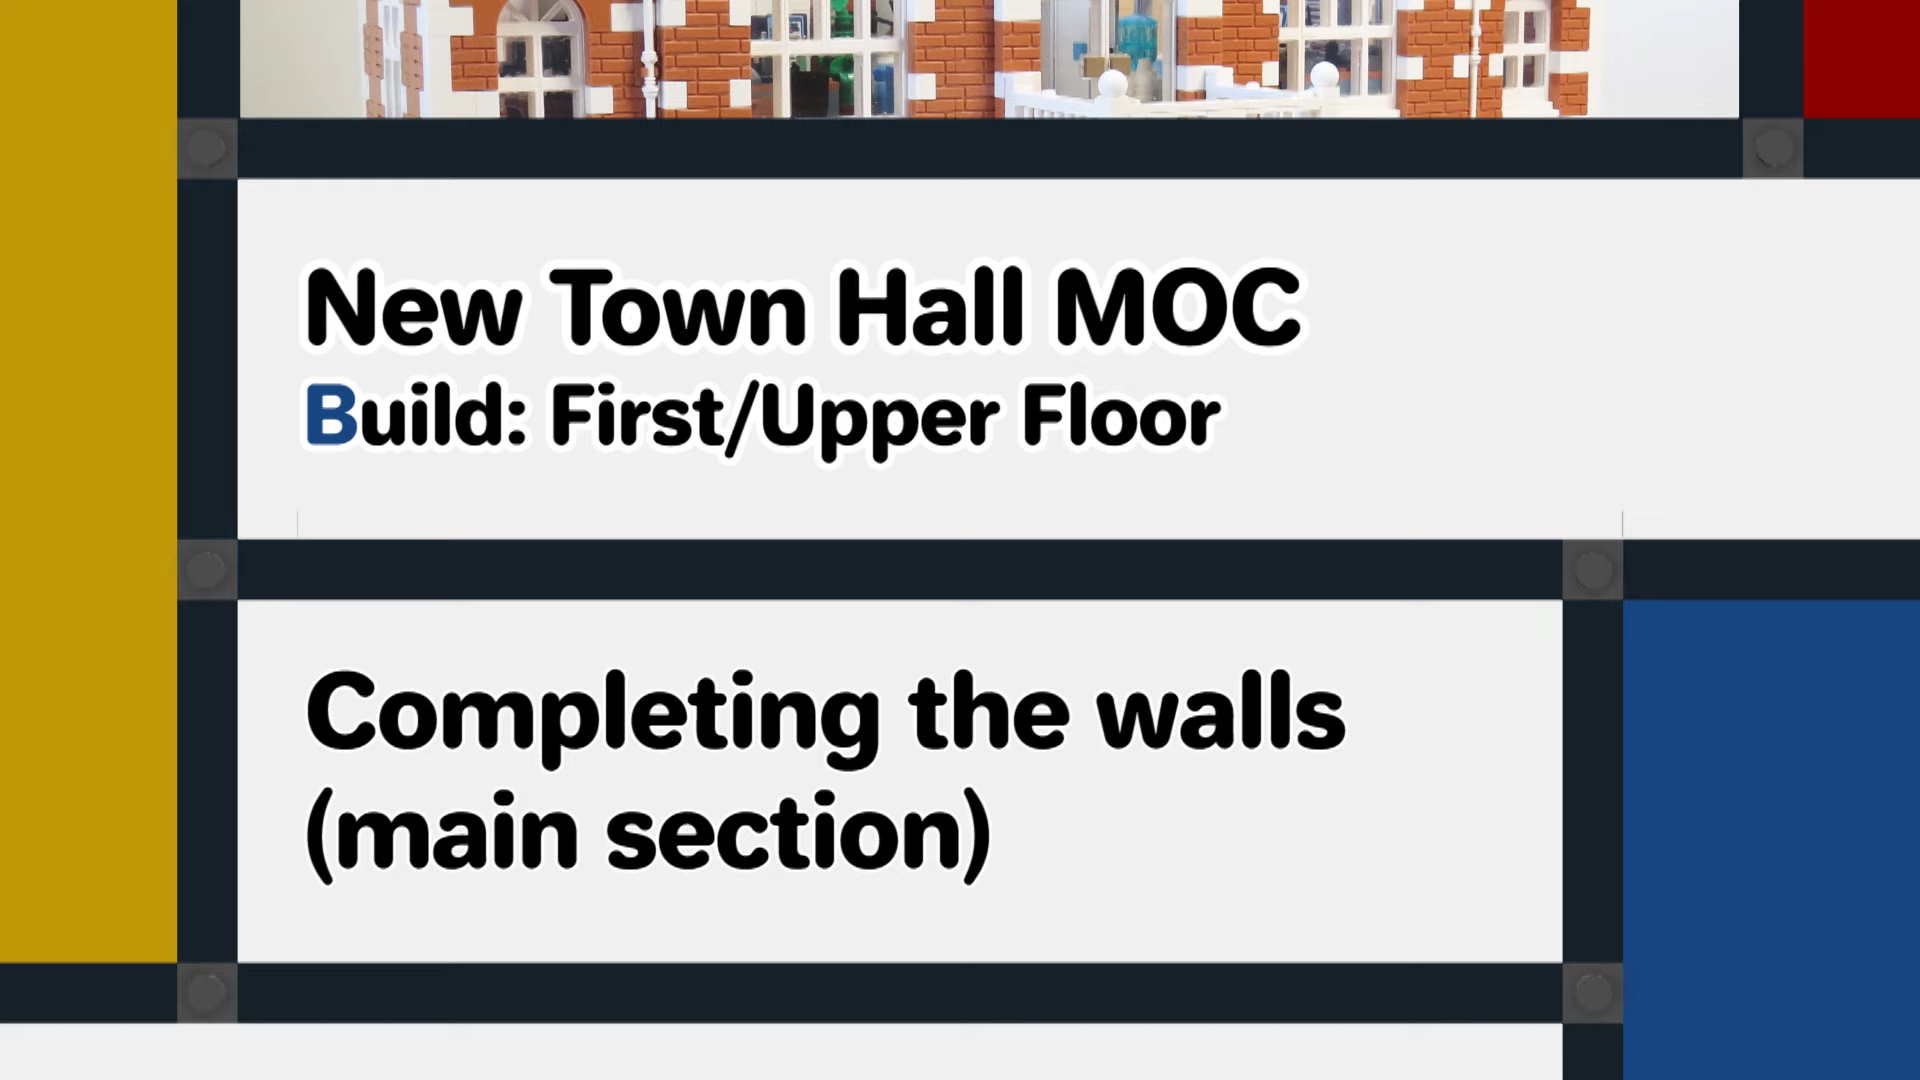 New Town Hall MOC
Build: First/Upper Floor
Completing the walls
(main section)